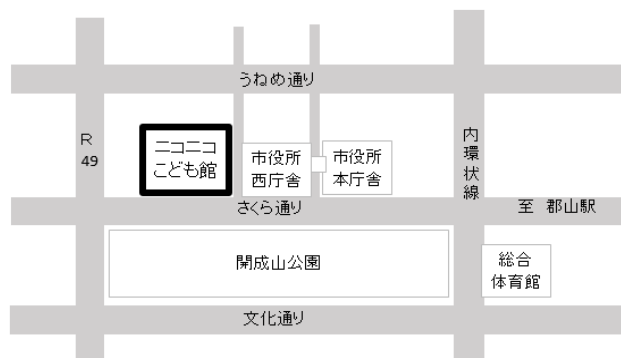 うねめ通り
R
49
ニコニコ
こども館
市役所
西庁舎
市役所
本庁舎
内環状線
さくら通り
至 郡山駅
開成山公園
総合
体育館
文化通り